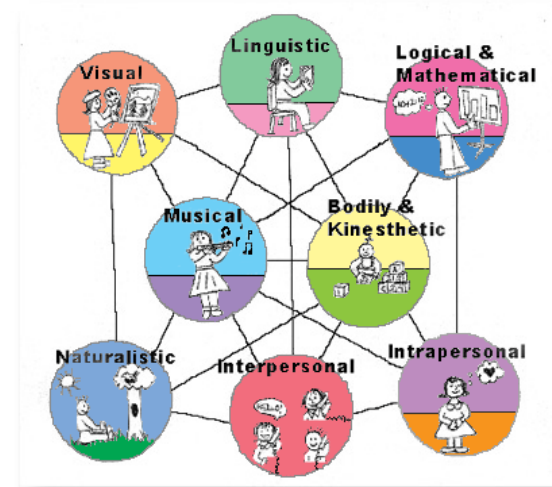 Linguistic
Visual
Logical &
Mathematical
Musical
Bodily &
Kinesthetic
Naturalistic
Interpersonal
Intrapersonal